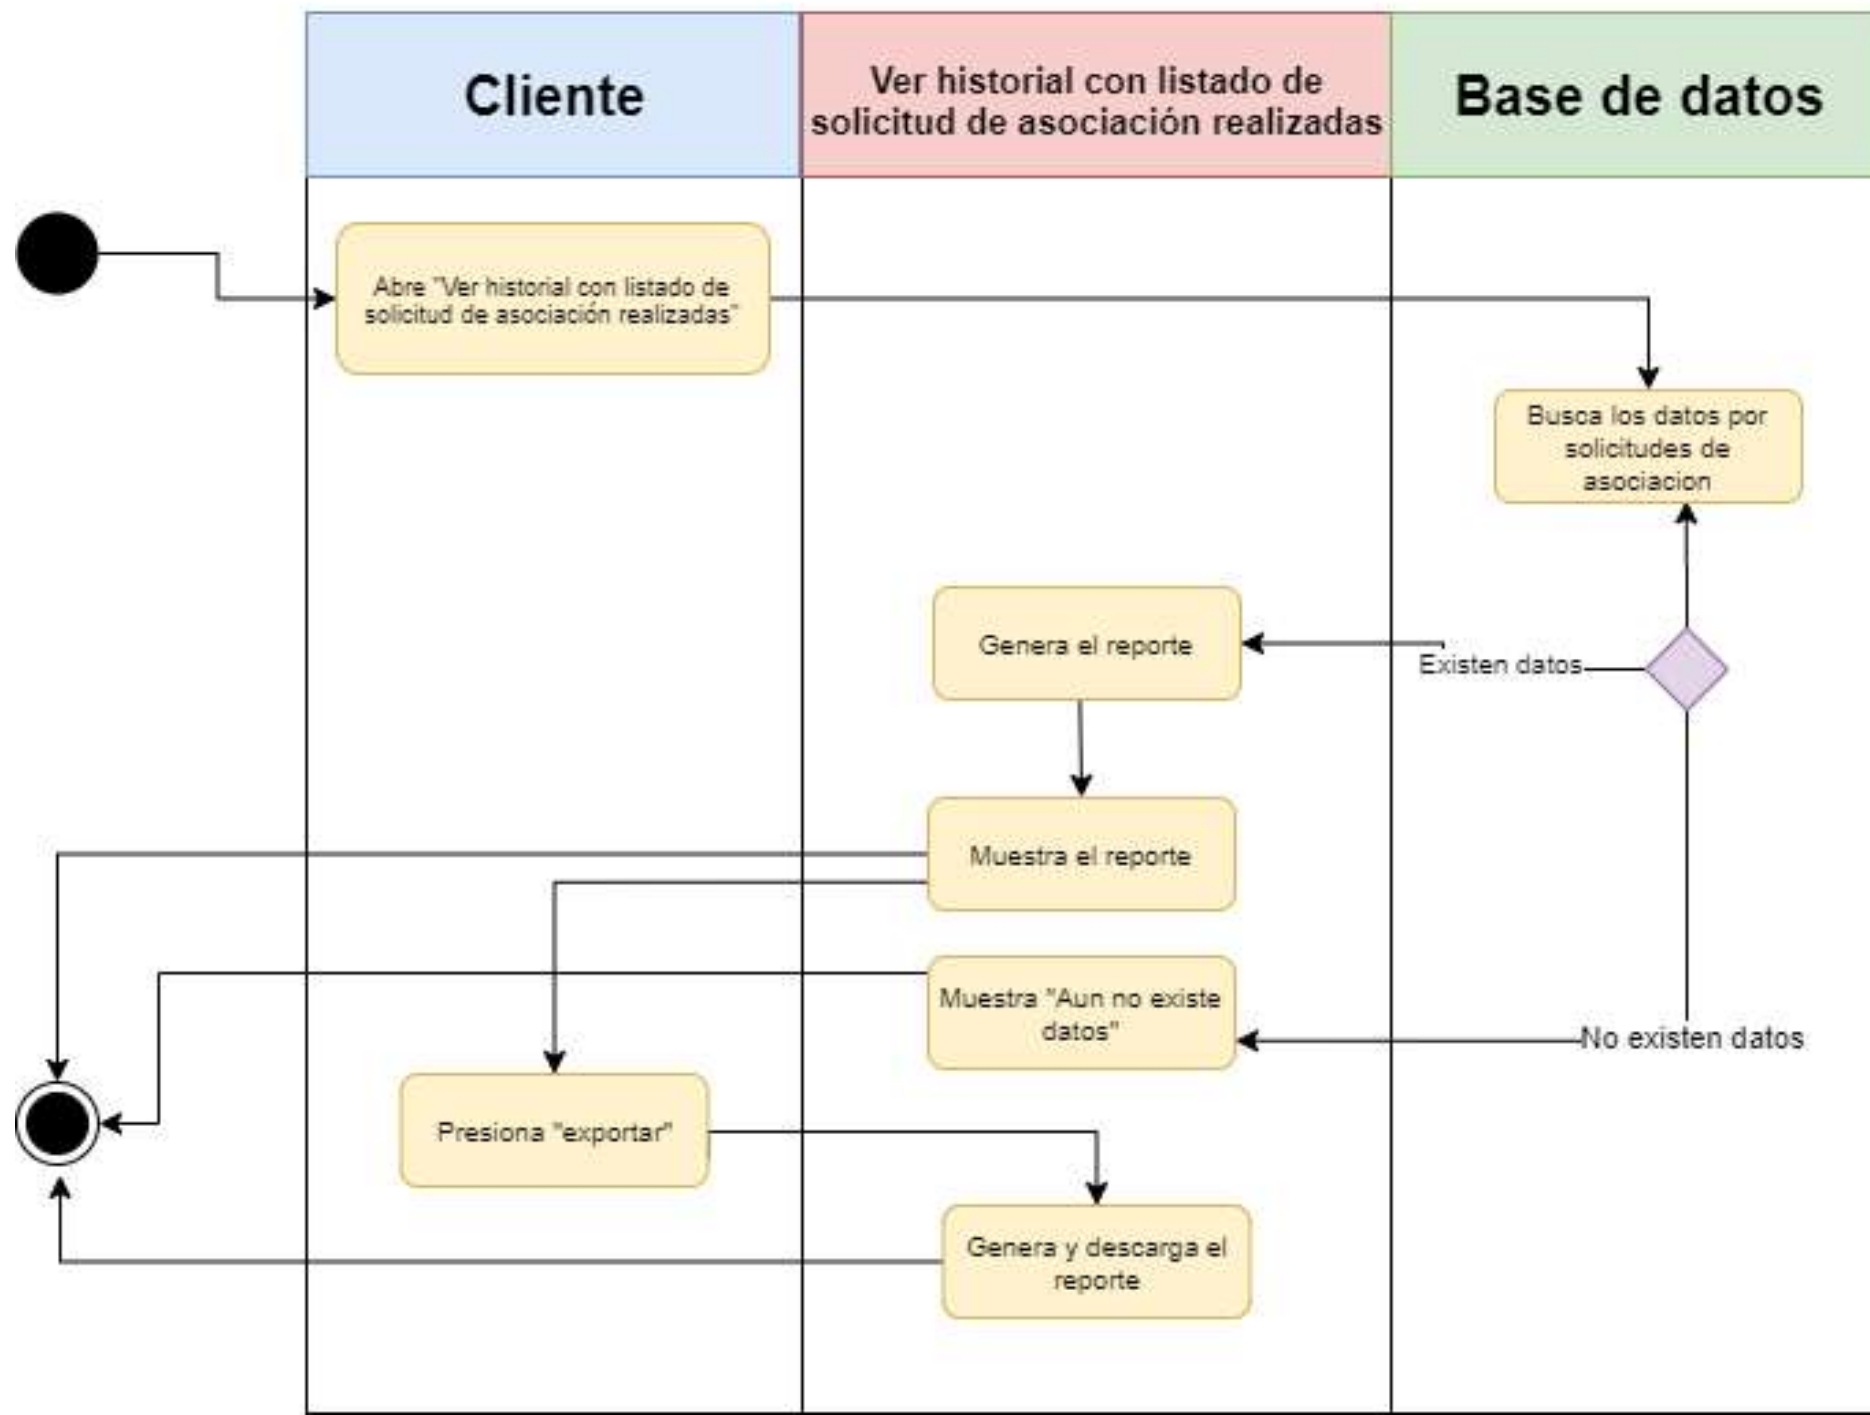 Cliente
Ver historial con listado de
solicitud de asociación realizadas
Base de datos
Abre "Ver historial con listado de
solicitud de asociación realizadas"
Busca los datos por
solicitudes de
asociacion
Genera el reporte
Existen datos
Muestra el reporte
Muestra "Aun no existe
datos"
No existen datos
Presiona "exportar"
Genera y descarga el
reporte